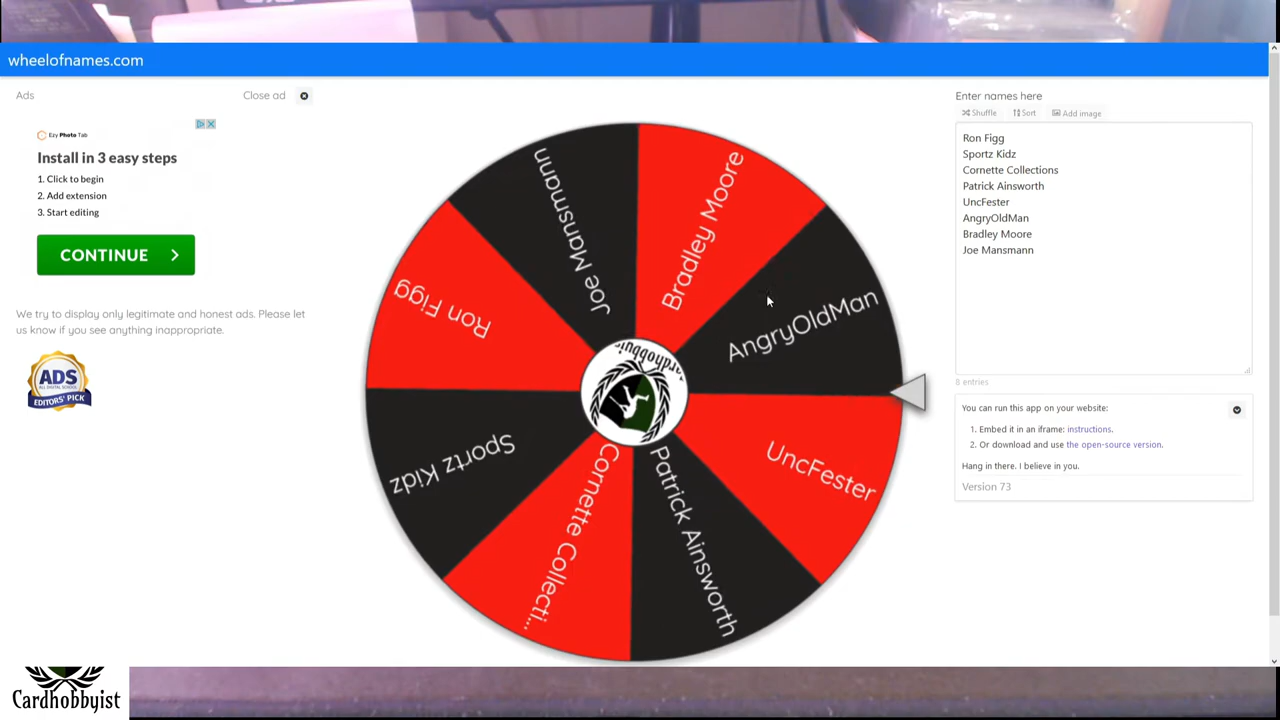 wheelofnames.com
Ads
Close ad
Ezy Photo Tab
Install in 3 easy steps
1. Click to begin
2. Add extension
3. Start editing
CONTINUE
We try to display only legitimate and honest ads. Please let
us know if you see anything inappropriate.
ADS
EDITORS' PICK
Joe Mansmann
Bradley Moore
AngryOldMan
UncFester
Patrick Ainsworth
Cornette Collecti...
Sportz Kidz
Ron Figg
Cardhobbyis
Enter names here
Shuffle
Sort
Add image
Ron Figg
Sportz Kidz
Cornette Collections
Patrick Ainsworth
UncFester
AngryOldMan
Bradley Moore
Joe Mansmann
8 entries
You can run this app on your website:
1. Embed it in an iframe: instructions.
2. Or download and use the open-source version.
Hang in there. I believe in you.
Version 73
Cardhobbyist